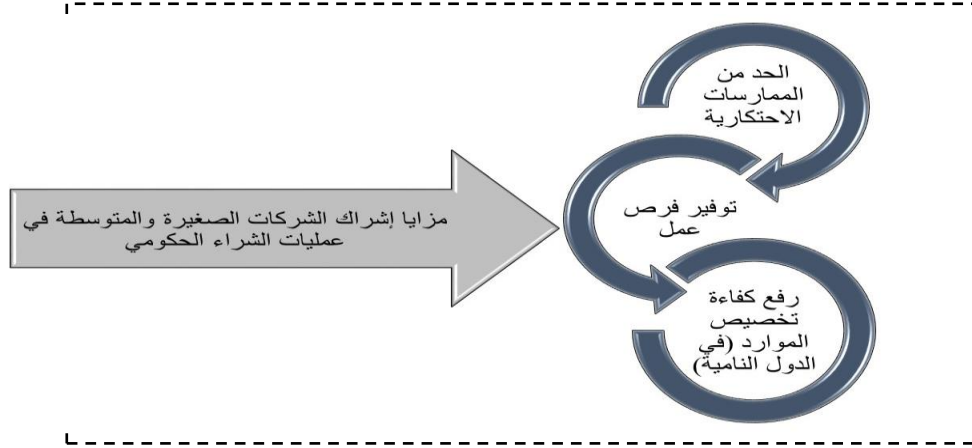 مزايا إشراك الشركات الصغيرة والمتوسطة في
عمليات الشراء الحكومي
الحد من
الممارسات
الاحتكارية
توفير فرص
عمل
رفع كفاءة
تخصيص
الموارد (في
الدول النامية)